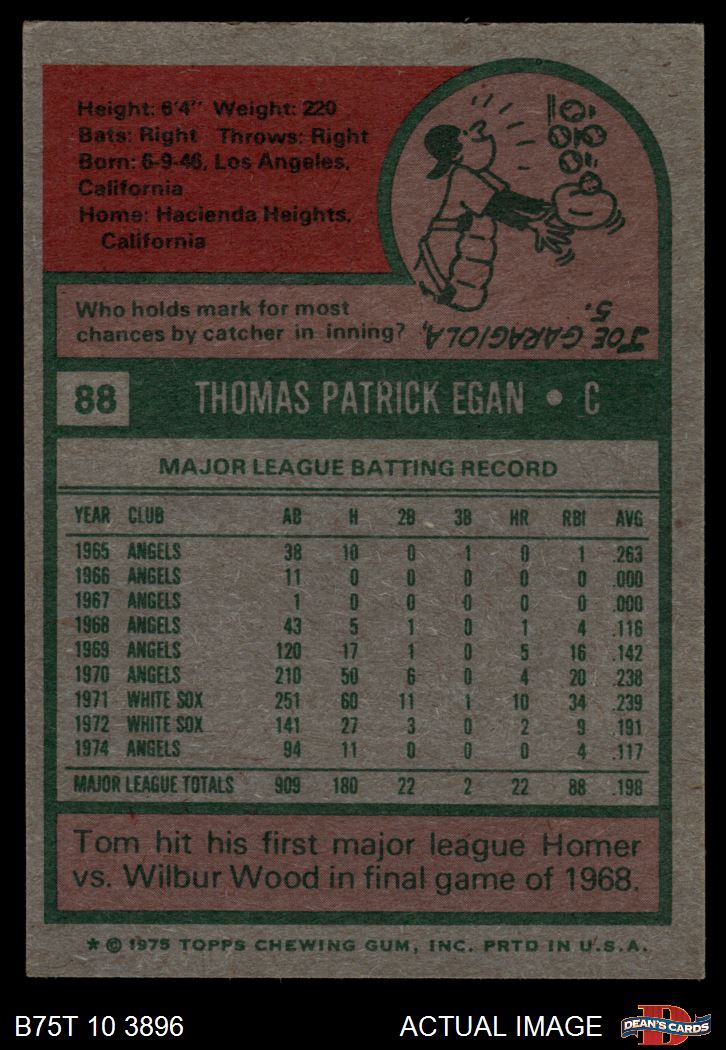 Height: 6'4" Weight: 220
Bats: Right Throws: Right
Born: 6-9-46, Los Angeles,
California
Home: Hacienda Heights,
California
Who holds mark for most
chances by catcher in inning?
JOE GARAGIOLA,
5.
88 THOMAS PATRICK EGAN • C
MAJOR LEAGUE BATTING RECORD
YEAR CLUB AB H 2B 3B HR RBI AVG
1965 ANGELS 38 10 0 1 0 1 .263
1966 ANGELS 11 0 0 0 0 0 .000
1967 ANGELS 1 0 0 0 0 0 .000
1968 ANGELS 43 5 1 0 1 4 .116
1969 ANGELS 120 17 1 0 5 16 .142
1970 ANGELS 210 50 6 0 4 20 .238
1971 WHITE SOX 251 60 11 1 10 34 .239
1972 WHITE SOX 141 27 3 0 2 9 .191
1974 ANGELS 94 11 0 0 0 4 .117
MAJOR LEAGUE TOTALS 909 180 22 2 22 88 .198
Tom hit his first major league Homer
vs. Wilbur Wood in final game of 1968.
* © 1975 TOPPS CHEWING GUM, INC. PRTD IN U.S.A.
B75T 10 3896 ACTUAL IMAGE
D
DEAN'S CARDS